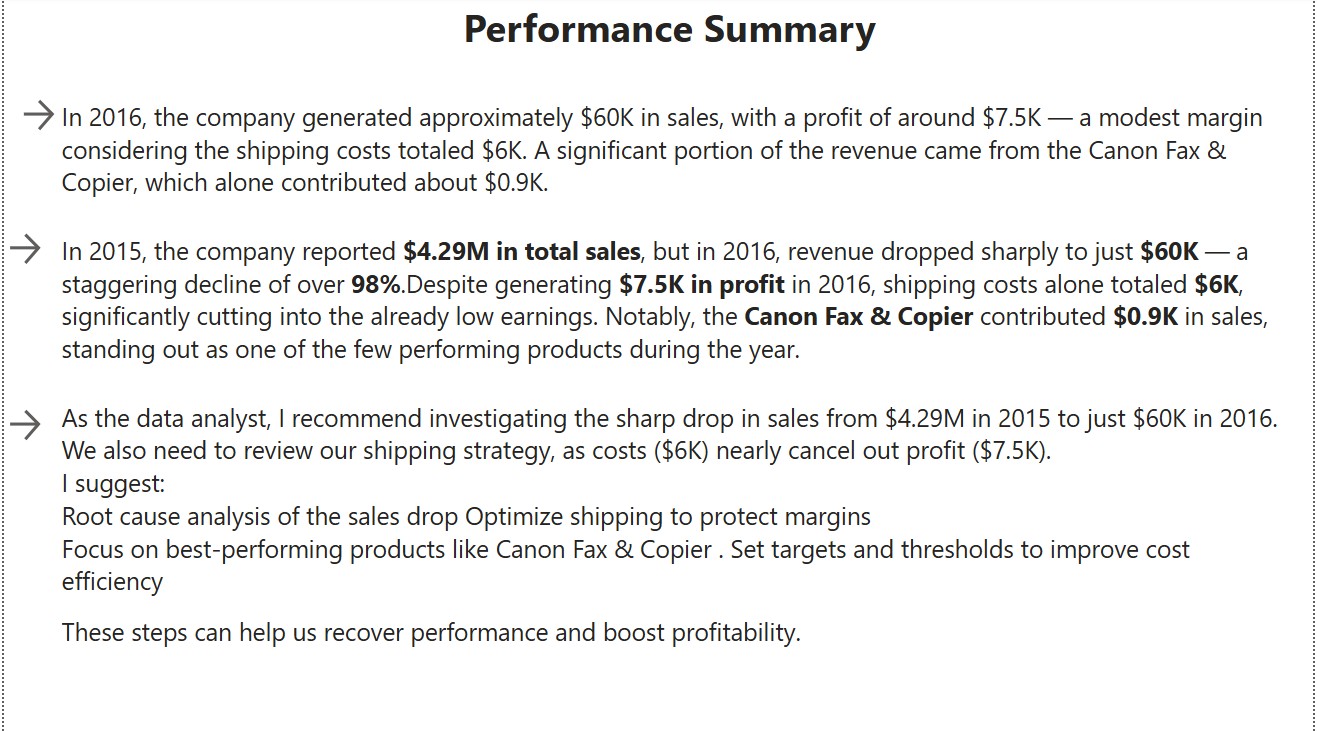 Performance Summary
In 2016, the company generated approximately $60K in sales, with a profit of around $7.5K — a modest margin
considering the shipping costs totaled $6K. A significant portion of the revenue came from the Canon Fax &
Copier, which alone contributed about $0.9K.
In 2015, the company reported $4.29M in total sales, but in 2016, revenue dropped sharply to just $60K — a
staggering decline of over 98%.Despite generating $7.5K in profit in 2016, shipping costs alone totaled $6K,
significantly cutting into the already low earnings. Notably, the Canon Fax & Copier contributed $0.9K in sales,
standing out as one of the few performing products during the year.
As the data analyst, I recommend investigating the sharp drop in sales from $4.29M in 2015 to just $60K in 2016.
We also need to review our shipping strategy, as costs ($6K) nearly cancel out profit ($7.5K).
I suggest:
Root cause analysis of the sales drop Optimize shipping to protect margins
Focus on best-performing products like Canon Fax & Copier . Set targets and thresholds to improve cost
efficiency
These steps can help us recover performance and boost profitability.